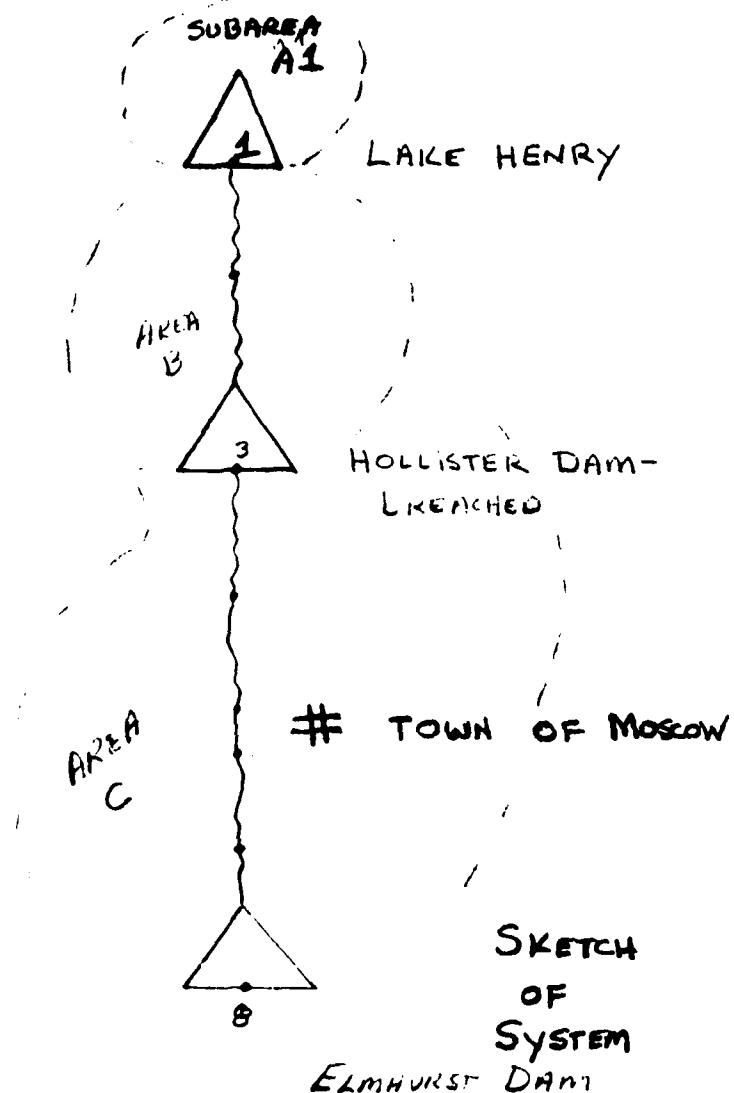 SUBAREA
A1
1
LAKE HENRY
AREA
B
3
HOLLISTER DAM-
BREACHED
# TOWN OF MOSCOW
AREA
C
8
SKETCH
OF
SYSTEM
ELMHURST DAM